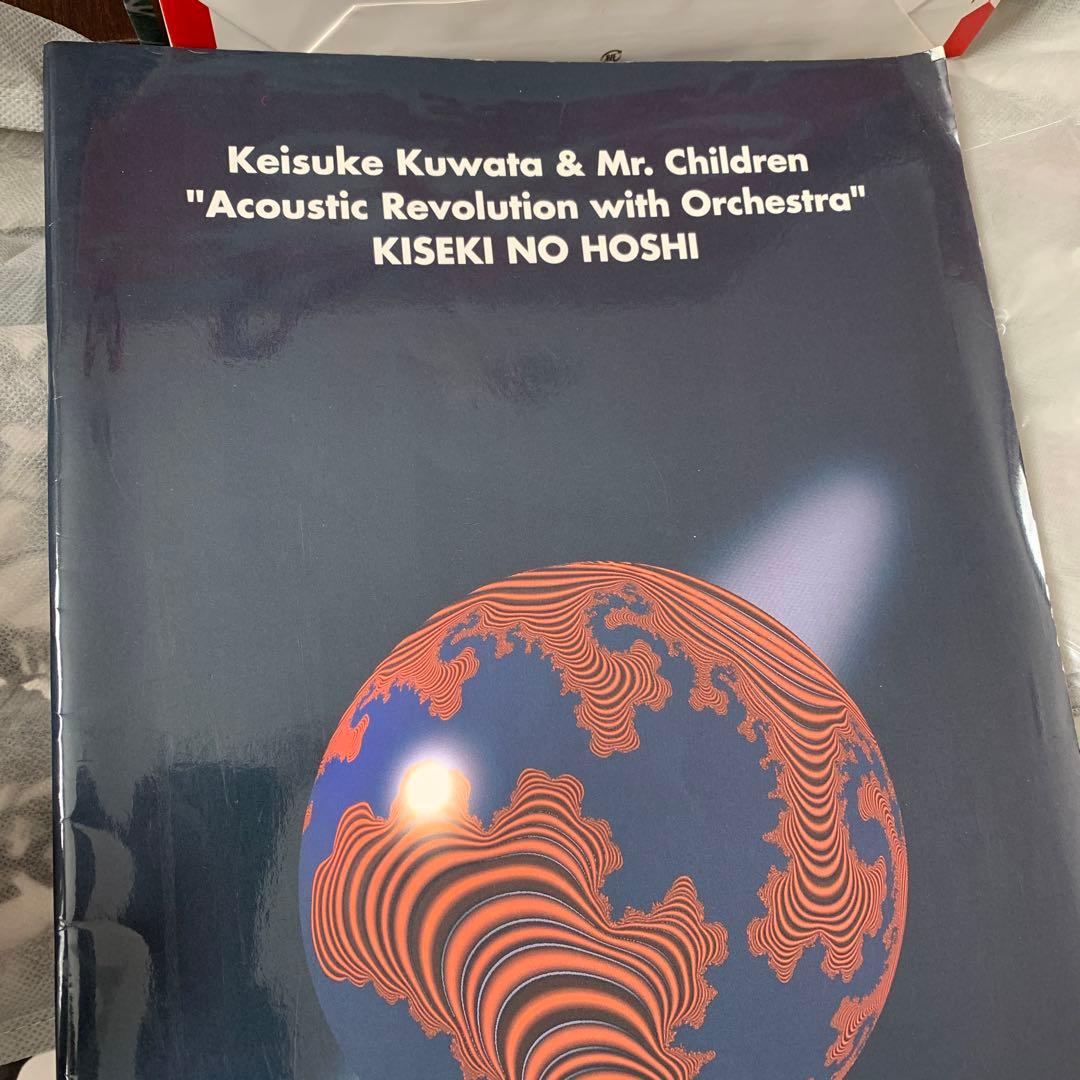 Keisuke Kuwata & Mr. Children
"Acoustic Revolution with Orchestra"
KISEKI NO HOSHI